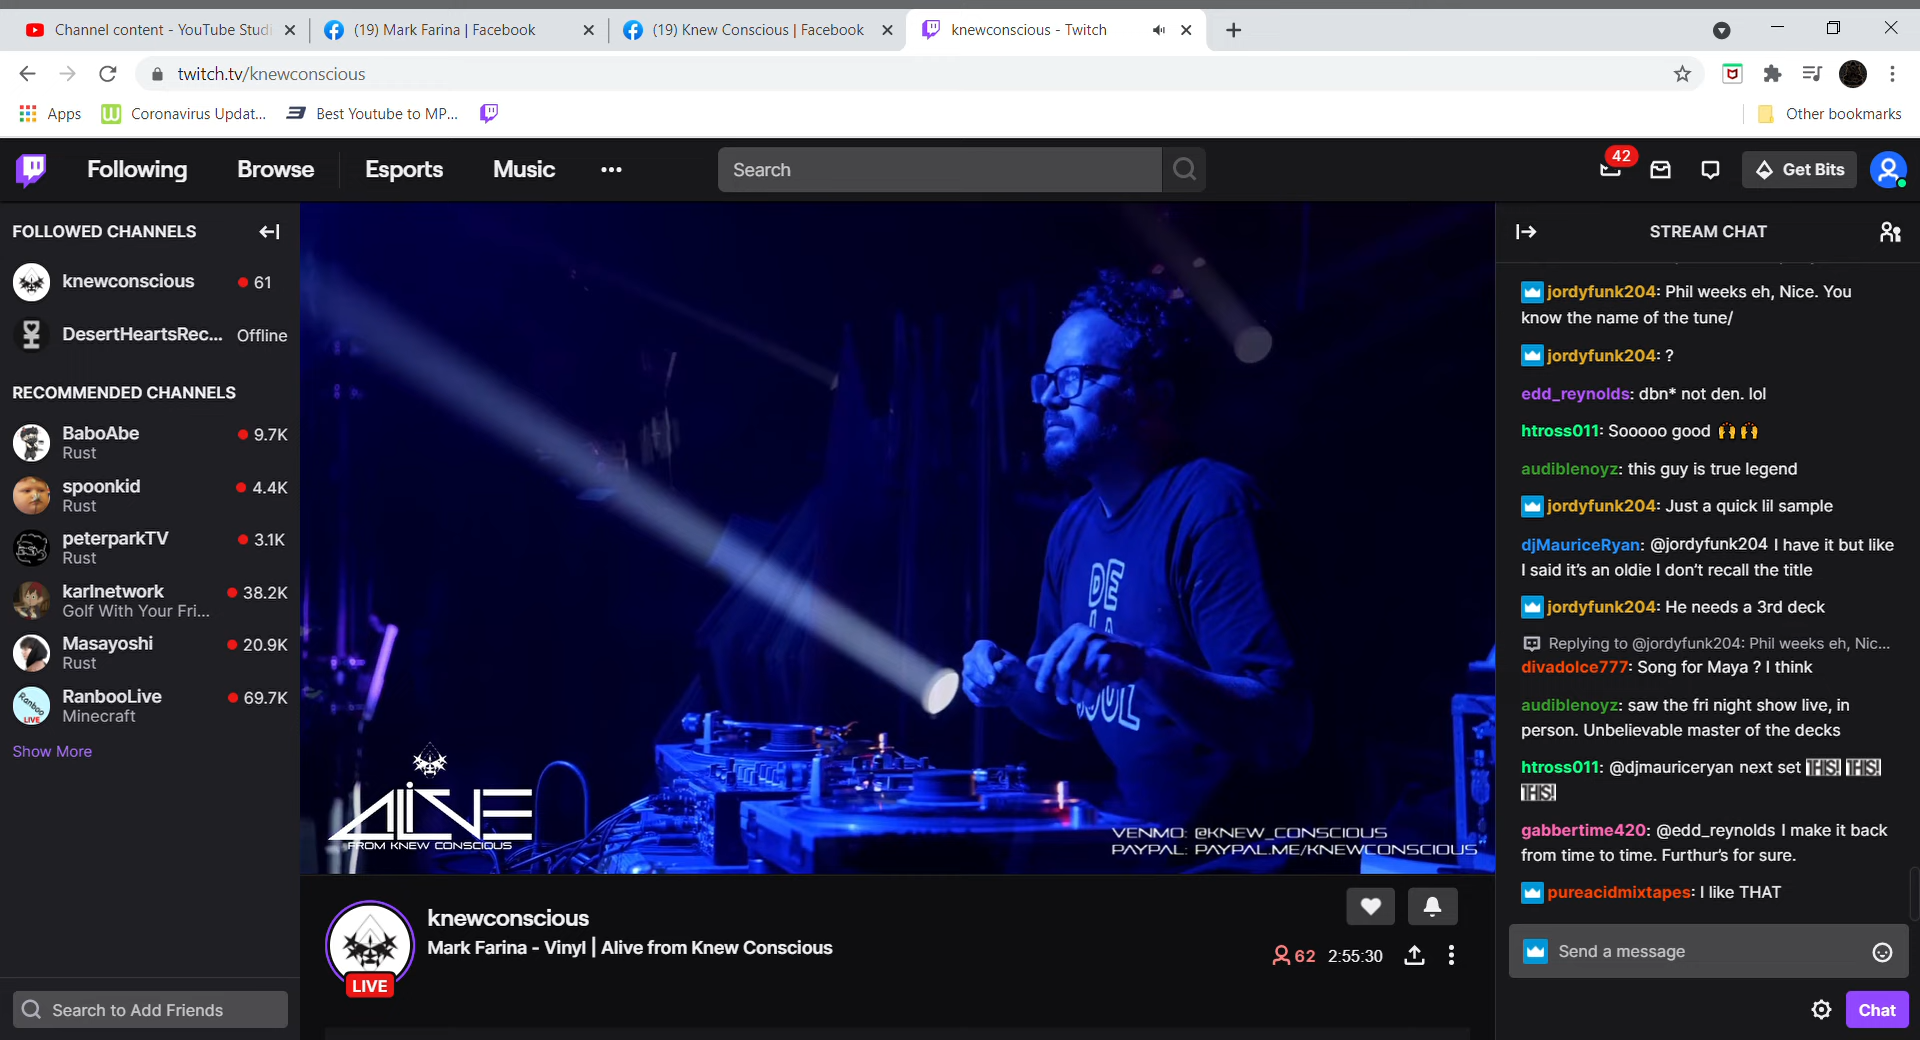 Channel content - YouTube Studi
(19) Mark Farina | Facebook
(19) Knew Conscious | Facebook
knewconscious - Twitch
twitch.tv/knewconscious
Apps
Coronavirus Updat...
Best Youtube to MP...
Other bookmarks
Following
Browse
Esports
Music
Search
42
Get Bits
FOLLOWED CHANNELS
knewconscious
61
DesertHeartsRec...
Offline
RECOMMENDED CHANNELS
BaboAbe
9.7K
Rust
spoonkid
4.4K
Rust
peterparkTV
3.1K
Rust
karlnetwork
38.2K
Golf With Your Fri...
Masayoshi
20.9K
Rust
RanbooLive
69.7K
Minecraft
Ranboo
LIVE
Show More
Search to Add Friends
DE
LA
SOUL
ALIVE
FROM KNEW CONSCIOUS
VENMO: @KNEW_CONSCIOUS
PAYPAL: PAYPAL.ME/KNEWCONSCIOUS
knewconscious
Mark Farina - Vinyl | Alive from Knew Conscious
LIVE
62
2:55:30
STREAM CHAT
jordyfunk204: Phil weeks eh, Nice. You
know the name of the tune/
jordyfunk204: ?
edd_reynolds: dbn* not den. lol
htross011: Sooooo good 🙌🙌
audiblenoyz: this guy is true legend
jordyfunk204: Just a quick lil sample
djMauriceRyan: @jordyfunk204 I have it but like
I said it's an oldie I don't recall the title
jordyfunk204: He needs a 3rd deck
Replying to @jordyfunk204: Phil weeks eh, Nic...
divadolce777: Song for Maya ? I think
audiblenoyz: saw the fri night show live, in
person. Unbelievable master of the decks
htross011: @djmauriceryan next set THIS! THIS!
THIS!
gabbertime420: @edd_reynolds I make it back
from time to time. Furthur's for sure.
pureacidmixtapes: I like THAT
Send a message
Chat